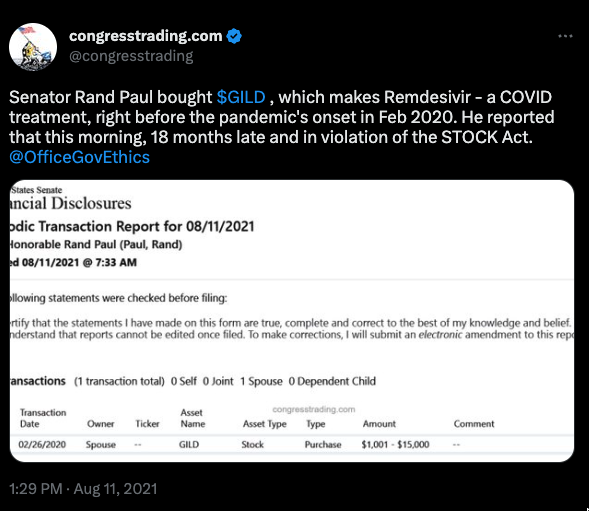 congresstrading.com
@congresstrading
Senator Rand Paul bought $GILD , which makes Remdesivir - a COVID
treatment, right before the pandemic's onset in Feb 2020. He reported
that this morning, 18 months late and in violation of the STOCK Act.
@OfficeGovEthics
States Senate
ancial Disclosures
odic Transaction Report for 08/11/2021
Honorable Rand Paul (Paul, Rand)
ed 08/11/2021 @ 7:33 AM
ollowing statements were checked before filing:
rtify that the statements I have made on this form are true, complete and correct to the best of my knowledge and belief.
nderstand that reports cannot be edited once filed. To make corrections, I will submit an electronic amendment to this repo
ansactions (1 transaction total) 0 Self 0 Joint 1 Spouse 0 Dependent Child
congresstrading.com
Transaction Date Owner Ticker Asset Name Asset Type Type Amount Comment
02/26/2020 Spouse -- GILD Stock Purchase $1,001 - $15,000 --
1:29 PM · Aug 11, 2021